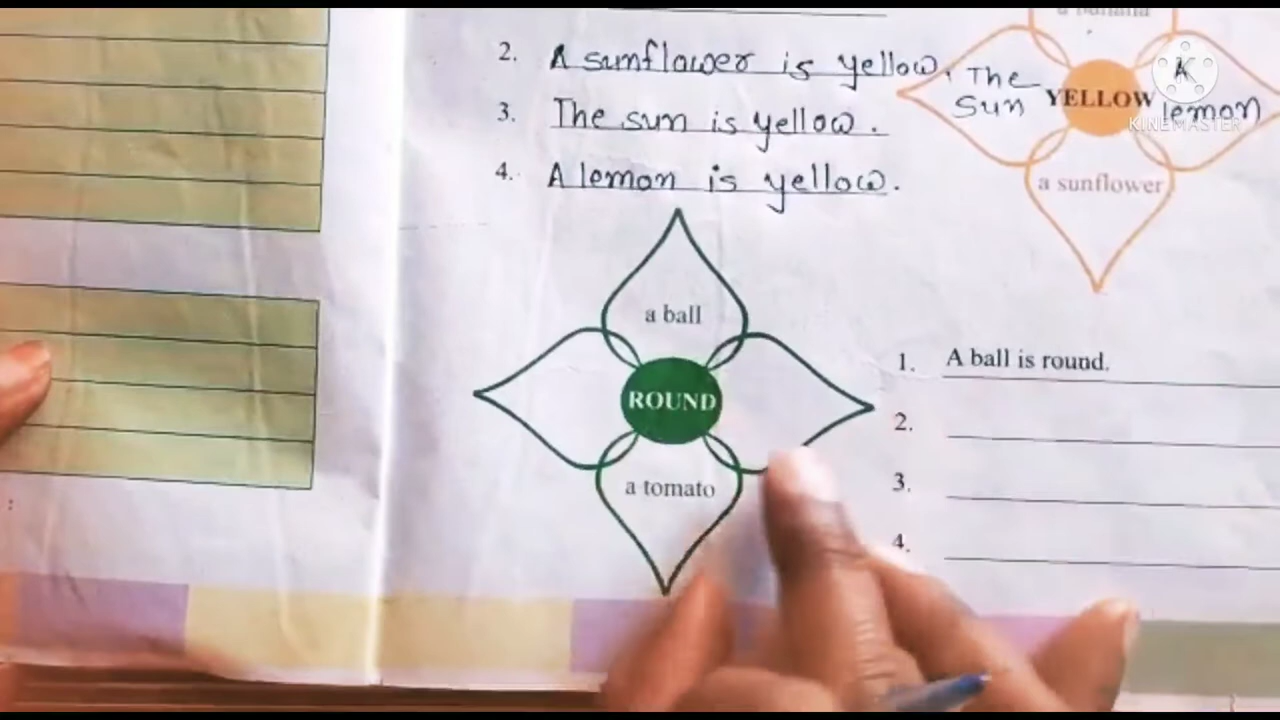 a banana
2. A sunflower is yellow.
The Sun
YELLOW
A lemon
KINEMASTER
3. The sun is yellow.
4. A lemon is yellow.
a sunflower
a ball
ROUND
a tomato
1. A ball is round.
2.
3.
4.
: